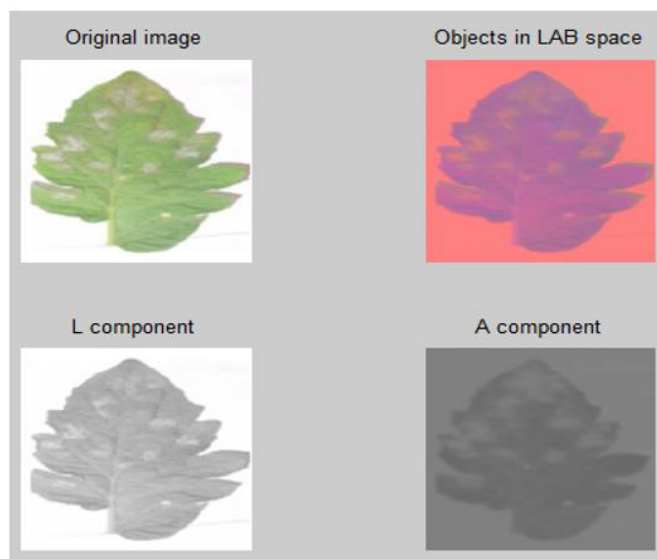 Original image
Objects in LAB space
L component
A component